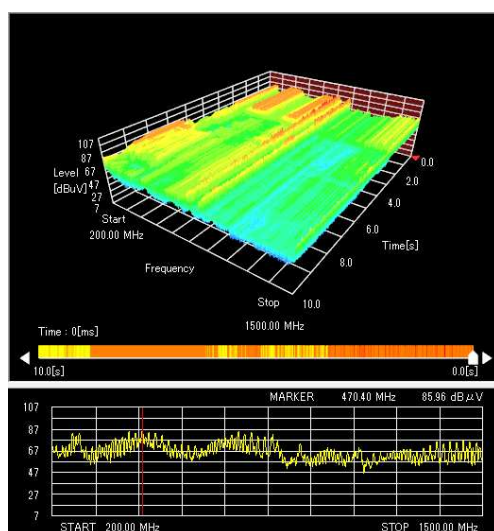 107
87
Level 67
[dBuV] 47
27
7
Start
200.00 MHz
Frequency
Stop
1500.00 MHz
0.0
2.0
4.0
6.0
Time[s]
8.0
10.0
Time : 0[ms]
10.0[s] 0.0[s]
MARKER 470.40 MHz 85.96 dBμV
107
87
67
47
27
7
START 200.00 MHz STOP 1500.00 MHz